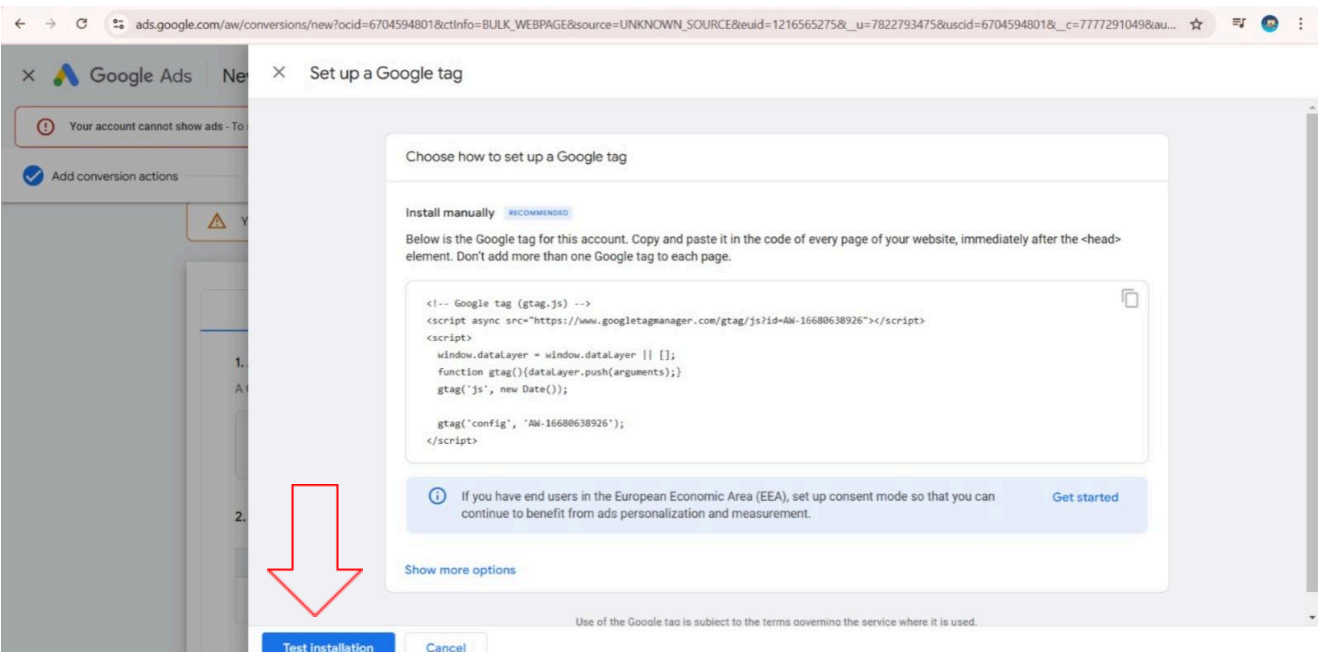 ads.google.com/aw/conversions/new?ocid=6704594801&ctInfo=BULK_WEBPAGE&source=UNKNOWN_SOURCE&euid=1216565275&__u=7822793475&uscid=6704594801&__c=7777291049&au...
Google Ads
Ne
Set up a Google tag
Your account cannot show ads - To
Add conversion actions
Y
1.
A
2.
Choose how to set up a Google tag
Install manually RECOMMENDED
Below is the Google tag for this account. Copy and paste it in the code of every page of your website, immediately after the <head>
element. Don't add more than one Google tag to each page.
<!-- Google tag (gtag.js) -->
<script async src="https://www.googletagmanager.com/gtag/js?id=AW-16680638926"></script>
<script>
window.dataLayer = window.dataLayer || [];
function gtag(){dataLayer.push(arguments);}
gtag('js', new Date());
gtag('config', 'AW-16680638926');
</script>
If you have end users in the European Economic Area (EEA), set up consent mode so that you can
continue to benefit from ads personalization and measurement.
Get started
Show more options
Use of the Google tag is subject to the terms governing the service where it is used.
Test installation
Cancel